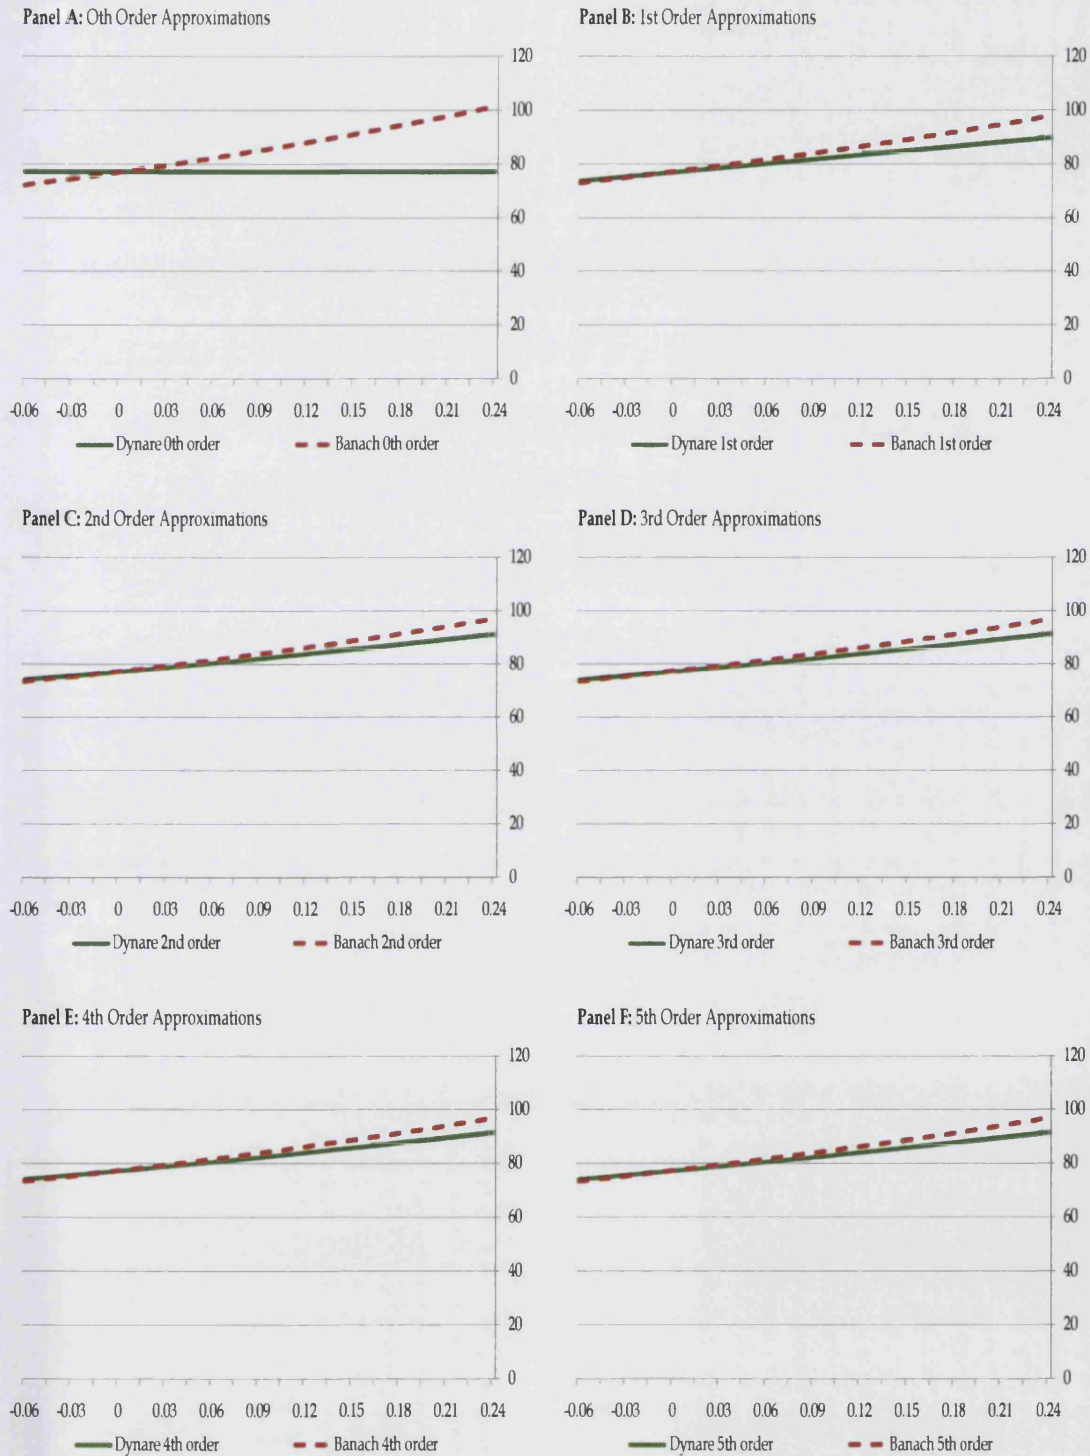 Panel A: 0th Order Approximations
120
100
80
60
40
20
0
-0.06 -0.03 0 0.03 0.06 0.09 0.12 0.15 0.18 0.21 0.24
Dynare 0th order Banach 0th order
Panel B: 1st Order Approximations
120
100
80
60
40
20
0
-0.06 -0.03 0 0.03 0.06 0.09 0.12 0.15 0.18 0.21 0.24
Dynare 1st order Banach 1st order
Panel C: 2nd Order Approximations
120
100
80
60
40
20
0
-0.06 -0.03 0 0.03 0.06 0.09 0.12 0.15 0.18 0.21 0.24
Dynare 2nd order Banach 2nd order
Panel D: 3rd Order Approximations
120
100
80
60
40
20
0
-0.06 -0.03 0 0.03 0.06 0.09 0.12 0.15 0.18 0.21 0.24
Dynare 3rd order Banach 3rd order
Panel E: 4th Order Approximations
120
100
80
60
40
20
0
-0.06 -0.03 0 0.03 0.06 0.09 0.12 0.15 0.18 0.21 0.24
Dynare 4th order Banach 4th order
Panel F: 5th Order Approximations
120
100
80
60
40
20
0
-0.06 -0.03 0 0.03 0.06 0.09 0.12 0.15 0.18 0.21 0.24
Dynare 5th order Banach 5th order